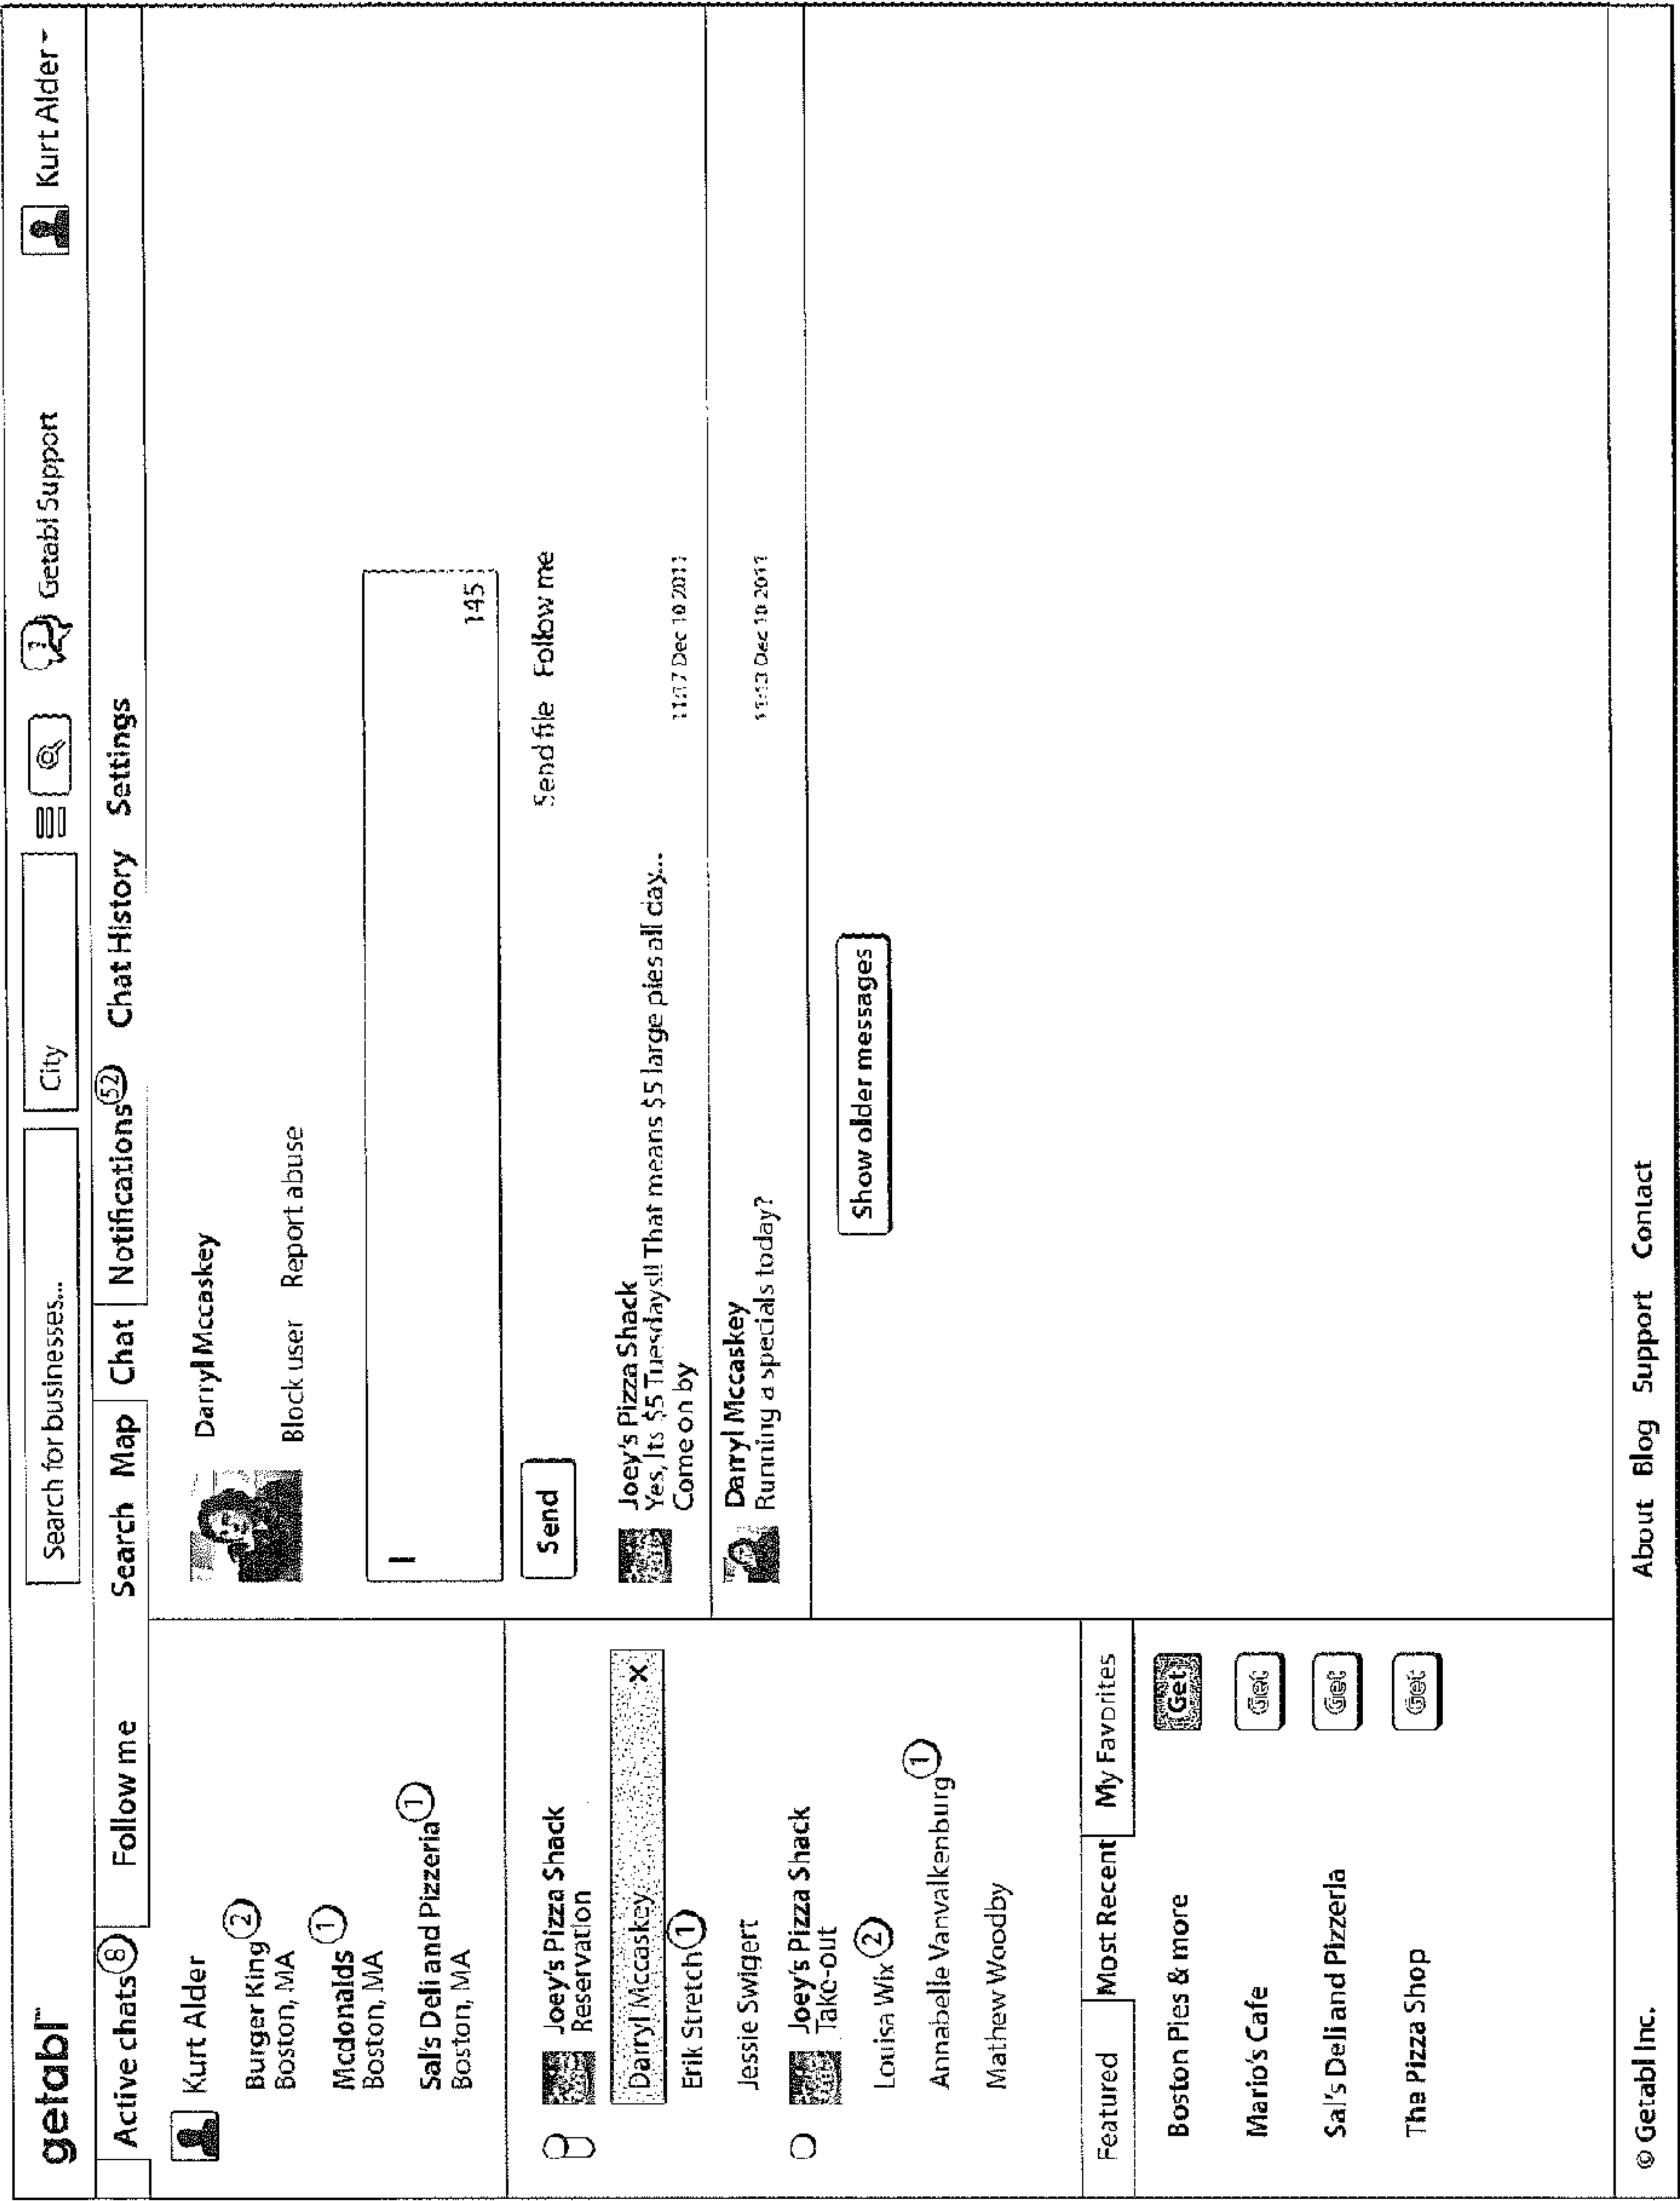 getabl™
Search for businesses...
City
Getabl Support
Kurt Alder
Active chats 8
Follow me
Search Map Chat Notifications 52 Chat History Settings
Kurt Alder
Burger King 2
Boston, MA
Mcdonalds 1
Boston, MA
Sal's Deli and Pizzeria 1
Boston, MA
Joey's Pizza Shack
Reservation
Darryl Mccaskey X
Erik Stretch 1
Jessie Swigert
Joey's Pizza Shack
Take-out
Louisa Wix 2
Annabelle Vanvalkenburg 1
Mathew Woodby
Featured Most Recent My Favorites
Boston Pies & more Get
Mario's Cafe Get
Sal's Deli and Pizzeria Get
The Pizza Shop Get
Darryl Mccaskey
Block user Report abuse
145
Send
Send file Follow me
Joey's Pizza Shack
Yes, Its $5 Tuesdays!! That means $5 large pies all day...
Come on by
Dec 10 2011
Darryl Mccaskey
Running a specials today?
Dec 10 2011
Show older messages
© Getabl Inc.
About Blog Support Contact